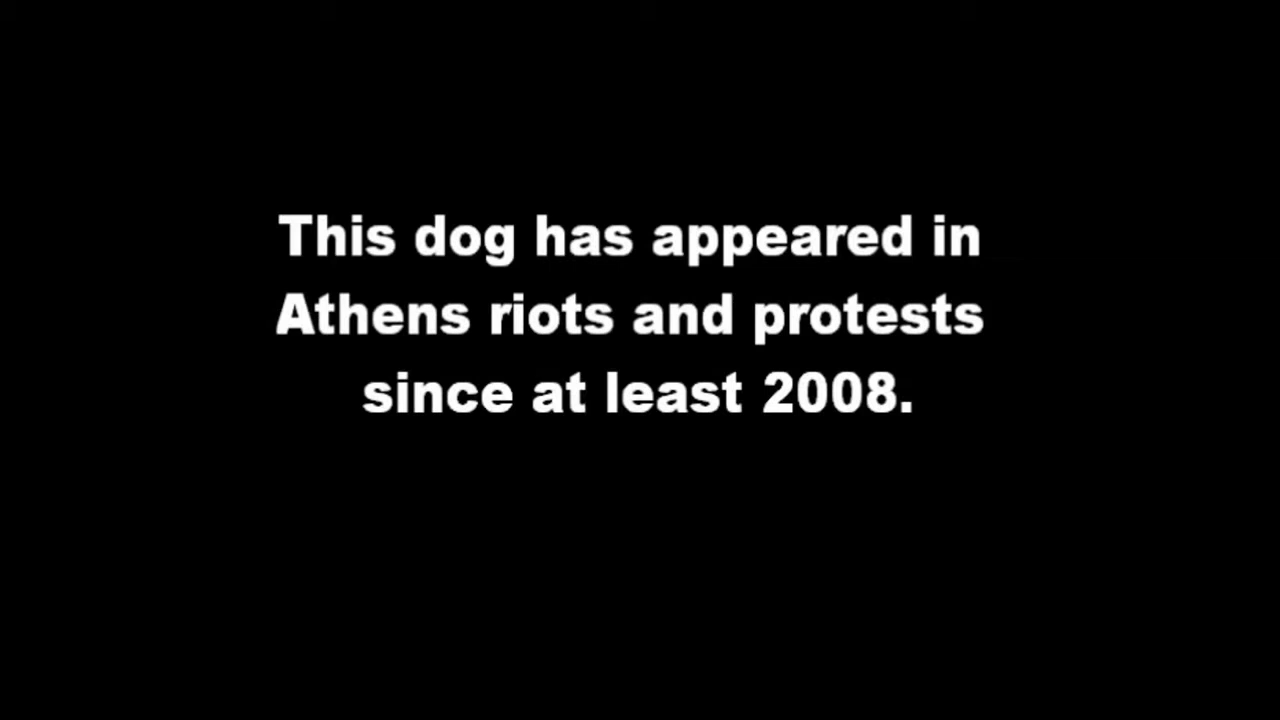 This dog has appeared in
Athens riots and protests
since at least 2008.